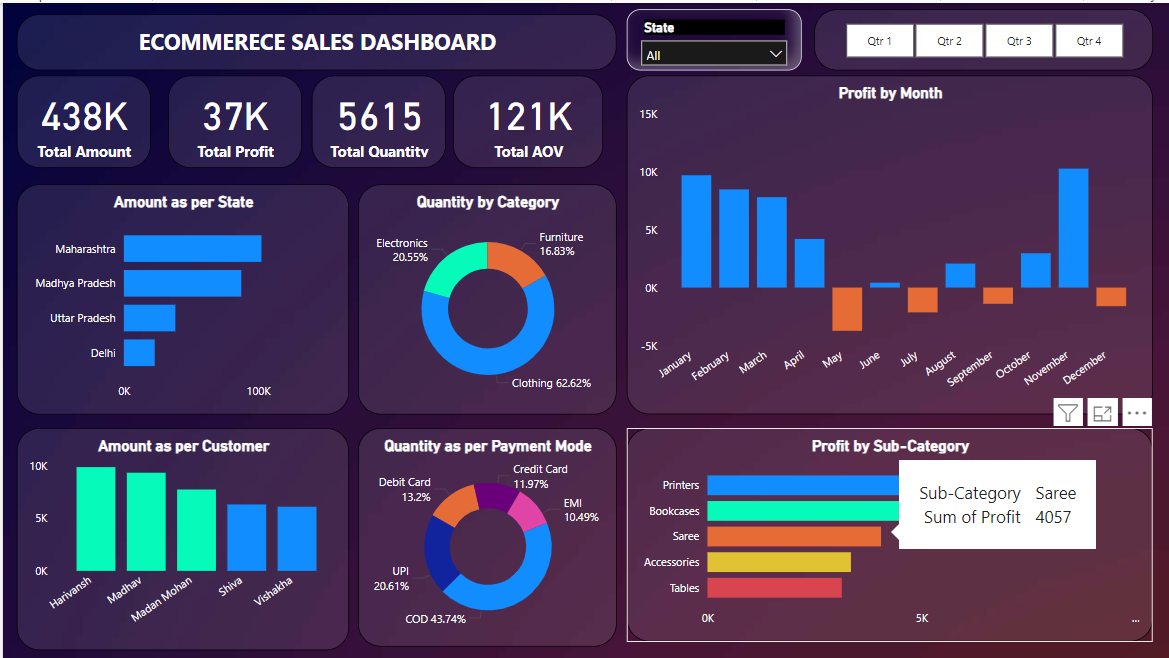 ECOMMERECE SALES DASHBOARD
State
All
Qtr 1
Qtr 2
Qtr 3
Qtr 4
438K
Total Amount
37K
Total Profit
5615
Total Quantity
121K
Total AOV
Profit by Month
15K
10K
5K
0K
-5K
January
February
March
April
May
June
July
August
September
October
November
December
Amount as per State
Maharashtra
Madhya Pradesh
Uttar Pradesh
Delhi
0K
100K
Quantity by Category
Electronics
20.55%
Furniture
16.83%
Clothing 62.62%
Amount as per Customer
10K
5K
0K
Harivansh
Madhav
Madan Mohan
Shiva
Vishakha
Quantity as per Payment Mode
Credit Card
11.97%
Debit Card
13.2%
EMI
10.49%
UPI
20.61%
COD 43.74%
Profit by Sub-Category
Printers
Bookcases
Saree
Accessories
Tables
0K
5K
...
Sub-Category Saree
Sum of Profit 4057